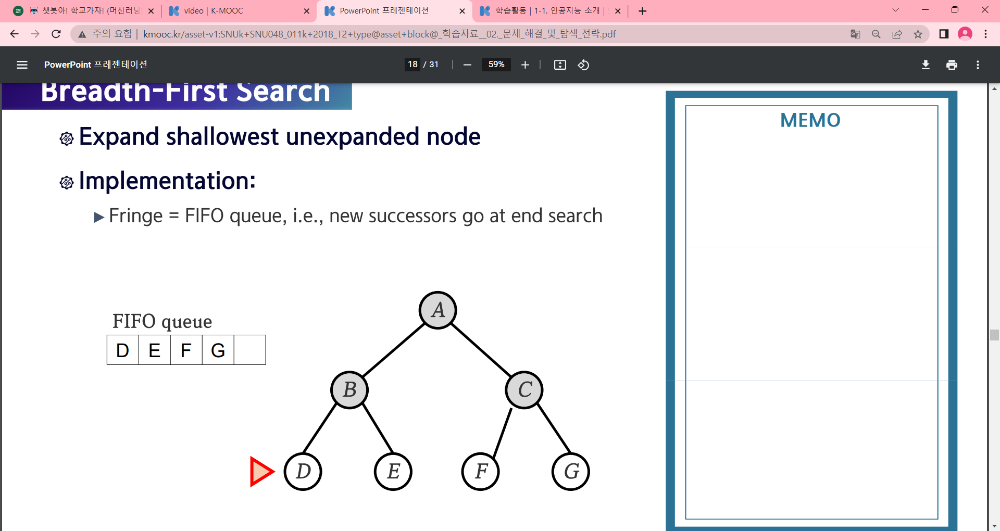 챗봇아! 학교가자! (머신러닝
video | K-MOOC
PowerPoint 프레젠테이션
학습활동 | 1-1. 인공지능 소개 |
주의 요함 | kmooc.kr/asset-v1:SNUk+SNU048_011k+2018_T2+type@asset+block@_학습자료__02._문제_해결_및_탐색_전략.pdf
PowerPoint 프레젠테이션
18 / 31
59%
Breadth-First Search
MEMO
Expand shallowest unexpanded node
Implementation:
Fringe = FIFO queue, i.e., new successors go at end search
FIFO queue
D E F G
A
B C
D E F G